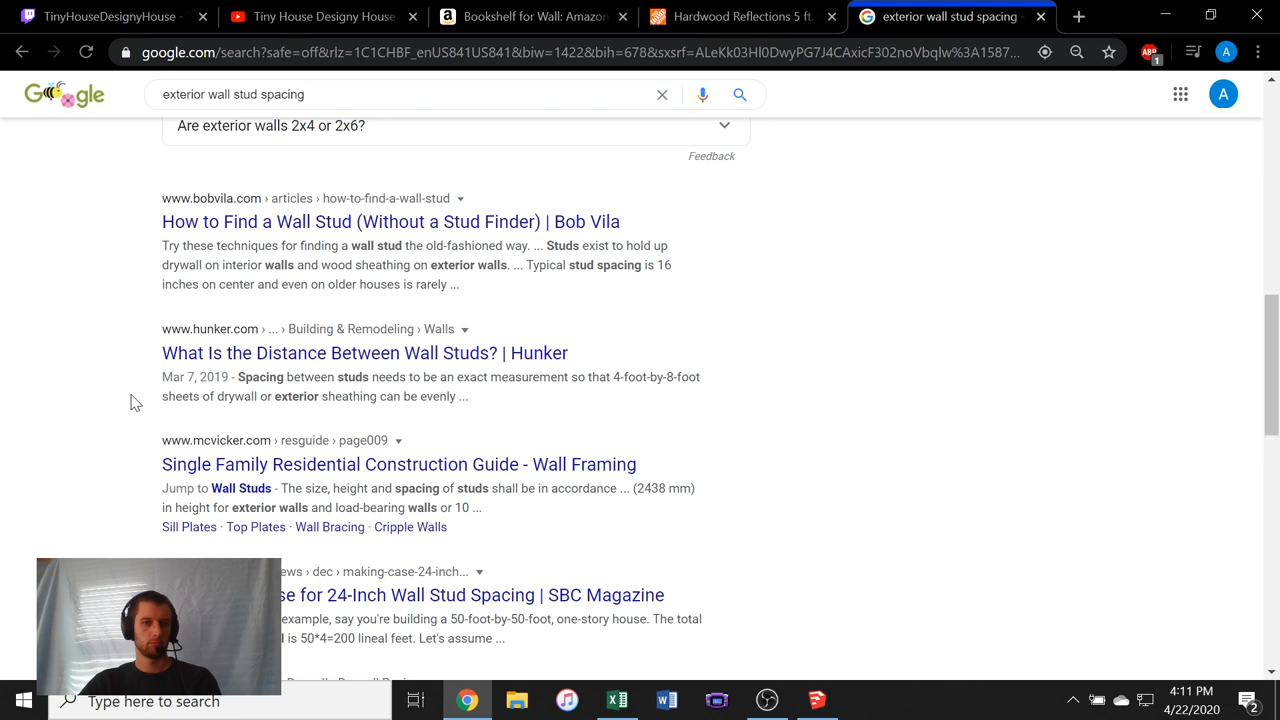 TinyHouseDesignyHouse - T
Tiny House Designy House
Bookshelf for Wall: Amazon
Hardwood Reflections 5 ft.
exterior wall stud spacing -
google.com/search?safe=off&rlz=1C1CHBF_enUS841US841&biw=1422&bih=678&sxsrf=ALeKk03Hl0DwyPG7J4CAxicF302noVbqlw%3A1587...
ABP
1
A
Google
exterior wall stud spacing
A
Are exterior walls 2x4 or 2x6?
Feedback
www.bobvila.com › articles › how-to-find-a-wall-stud
How to Find a Wall Stud (Without a Stud Finder) | Bob Vila
Try these techniques for finding a wall stud the old-fashioned way. ... Studs exist to hold up
drywall on interior walls and wood sheathing on exterior walls. ... Typical stud spacing is 16
inches on center and even on older houses is rarely ...
www.hunker.com › ... › Building & Remodeling › Walls
What Is the Distance Between Wall Studs? | Hunker
Mar 7, 2019 - Spacing between studs needs to be an exact measurement so that 4-foot-by-8-foot
sheets of drywall or exterior sheathing can be evenly ...
www.mcvicker.com › resguide › page009
Single Family Residential Construction Guide - Wall Framing
Jump to Wall Studs - The size, height and spacing of studs shall be in accordance ... (2438 mm)
in height for exterior walls and load-bearing walls or 10 ...
Sill Plates · Top Plates · Wall Bracing · Cripple Walls
ews › dec › making-case-24-inch...
se for 24-Inch Wall Stud Spacing | SBC Magazine
example, say you're building a 50-foot-by-50-foot, one-story house. The total
is 50*4=200 lineal feet. Let's assume ...
Type here to search
4:11 PM
4/22/2020
2